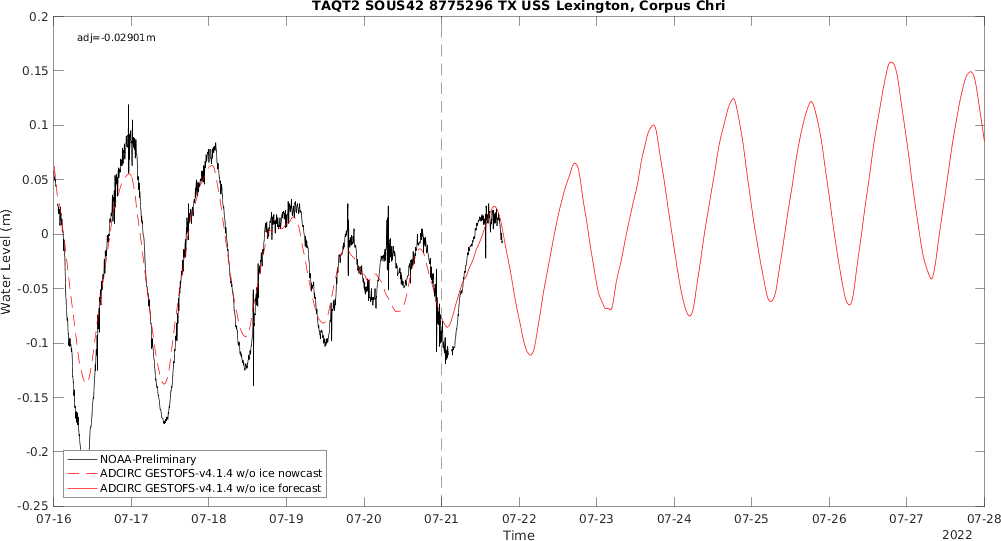 TAQT2 SOUS42 8775296 TX USS Lexington, Corpus Chri
adj=-0.02901m
0.2
0.15
0.1
0.05
0
-0.05
-0.1
-0.15
-0.2
-0.25
Water Level (m)
NOAA-Preliminary
ADCIRC GESTOFS-v4.1.4 w/o ice nowcast
ADCIRC GESTOFS-v4.1.4 w/o ice forecast
07-16 07-17 07-18 07-19 07-20 07-21 07-22 07-23 07-24 07-25 07-26 07-27 07-28
Time
2022